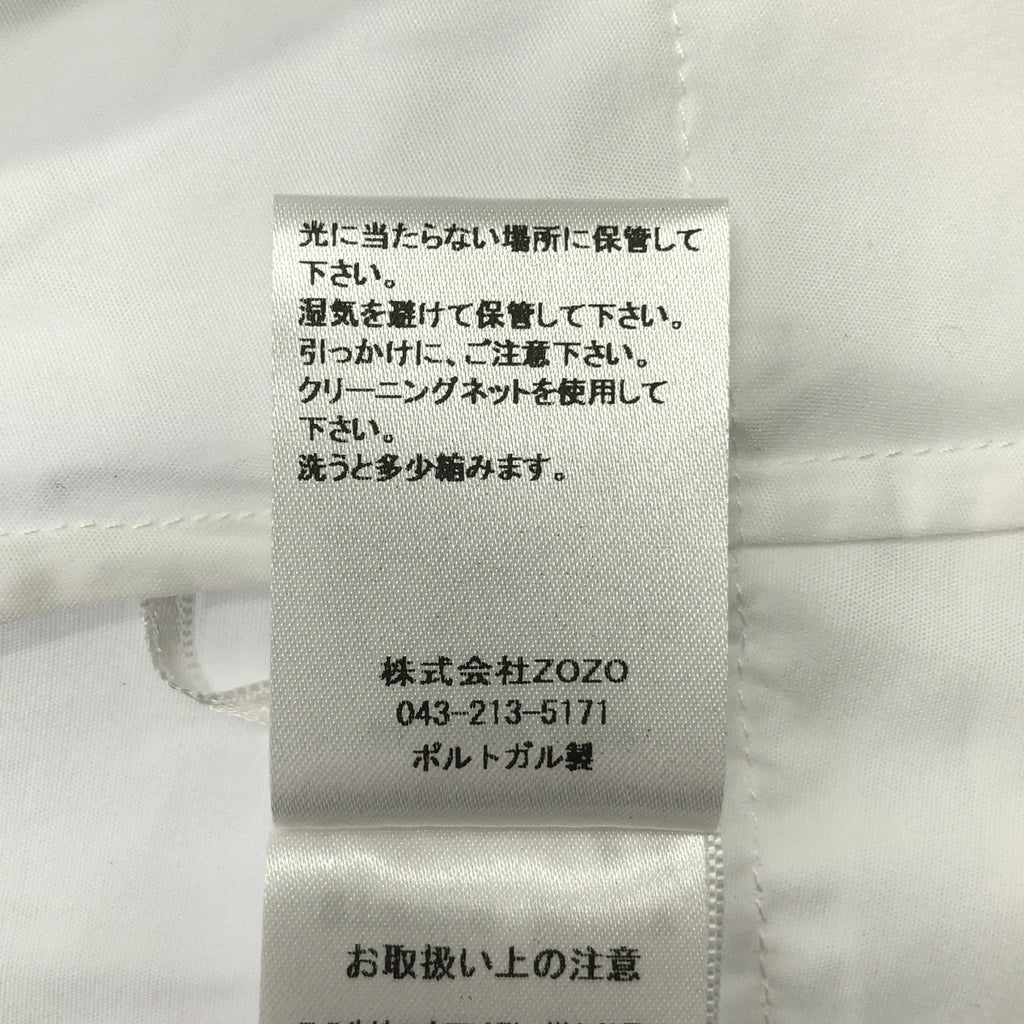 光に当たらない場所に保管して
下さい。
湿気を避けて保管して下さい。
引っかけに、ご注意下さい。
クリーニングネットを使用して
下さい。
洗うと多少縮みます。
株式会社ZOZO
043-213-5171
ポルトガル製
お取扱い上の注意